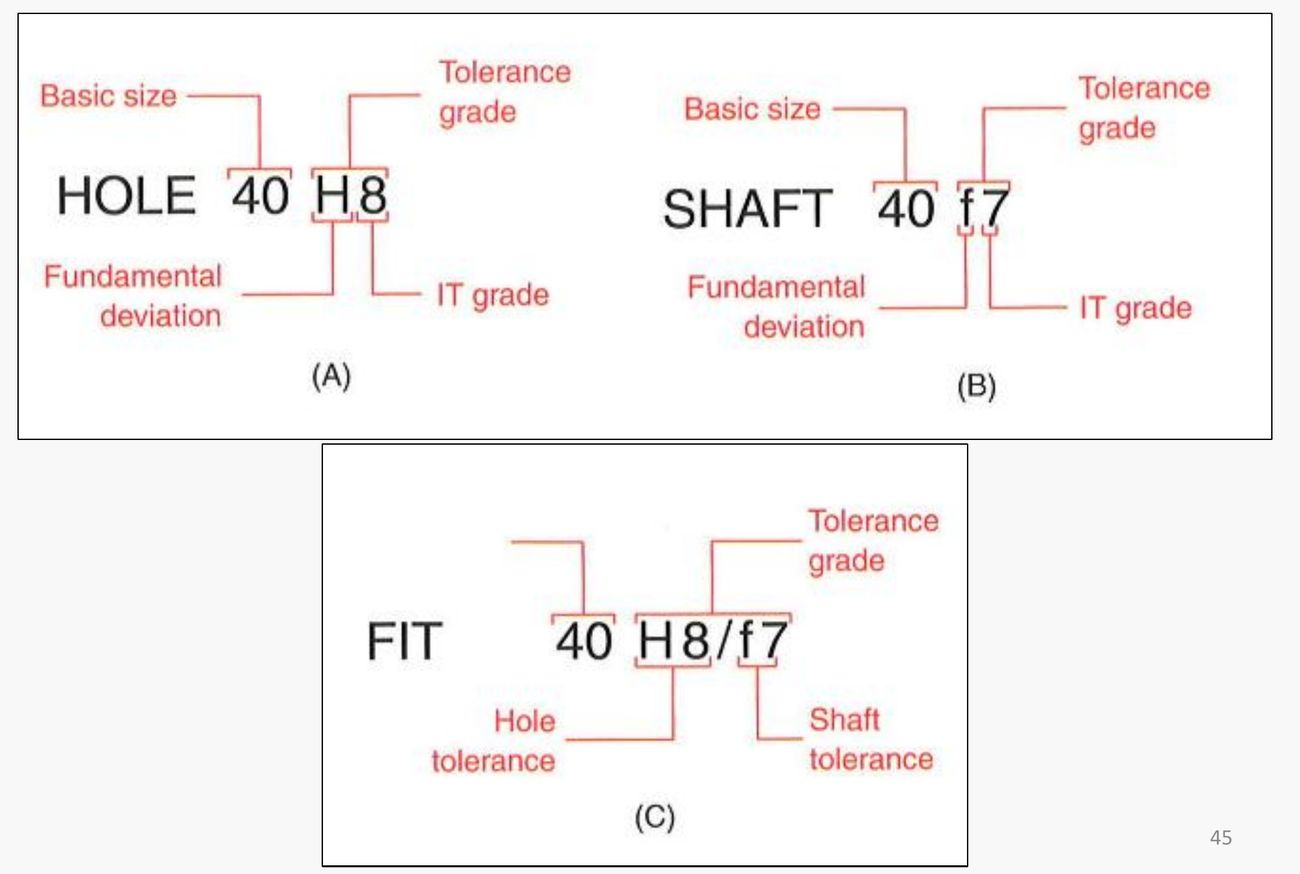 Basic size
Tolerance
grade
HOLE 40 H8
Fundamental
deviation
IT grade
(A)
Basic size
Tolerance
grade
SHAFT 40 f7
Fundamental
deviation
IT grade
(B)
Tolerance
grade
FIT 40 H8/f7
Hole
tolerance
Shaft
tolerance
(C)
45